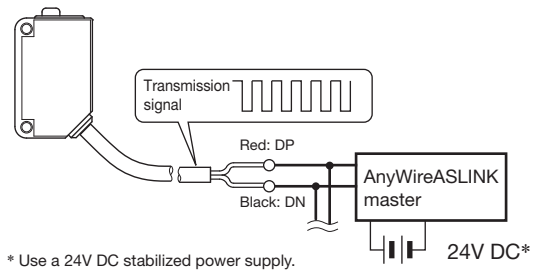 Transmission
signal
Red: DP
Black: DN
AnyWireASLINK
master
24V DC*
* Use a 24V DC stabilized power supply.